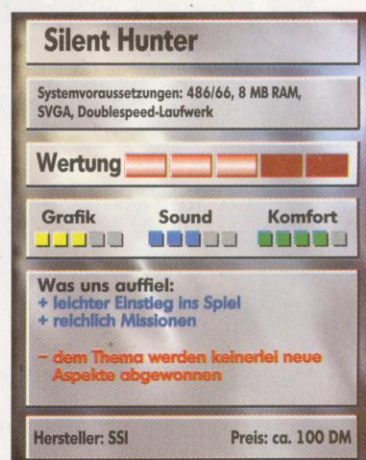 Silent Hunter
Systemvoraussetzungen: 486/66, 8 MB RAM,
SVGA, Doublespeed-Laufwerk
Wertung
Grafik Sound Komfort
Was uns auffiel:
+ leichter Einstieg ins Spiel
+ reichlich Missionen
– dem Thema werden keinerlei neue
Aspekte abgewonnen
Hersteller: SSI Preis: ca. 100 DM